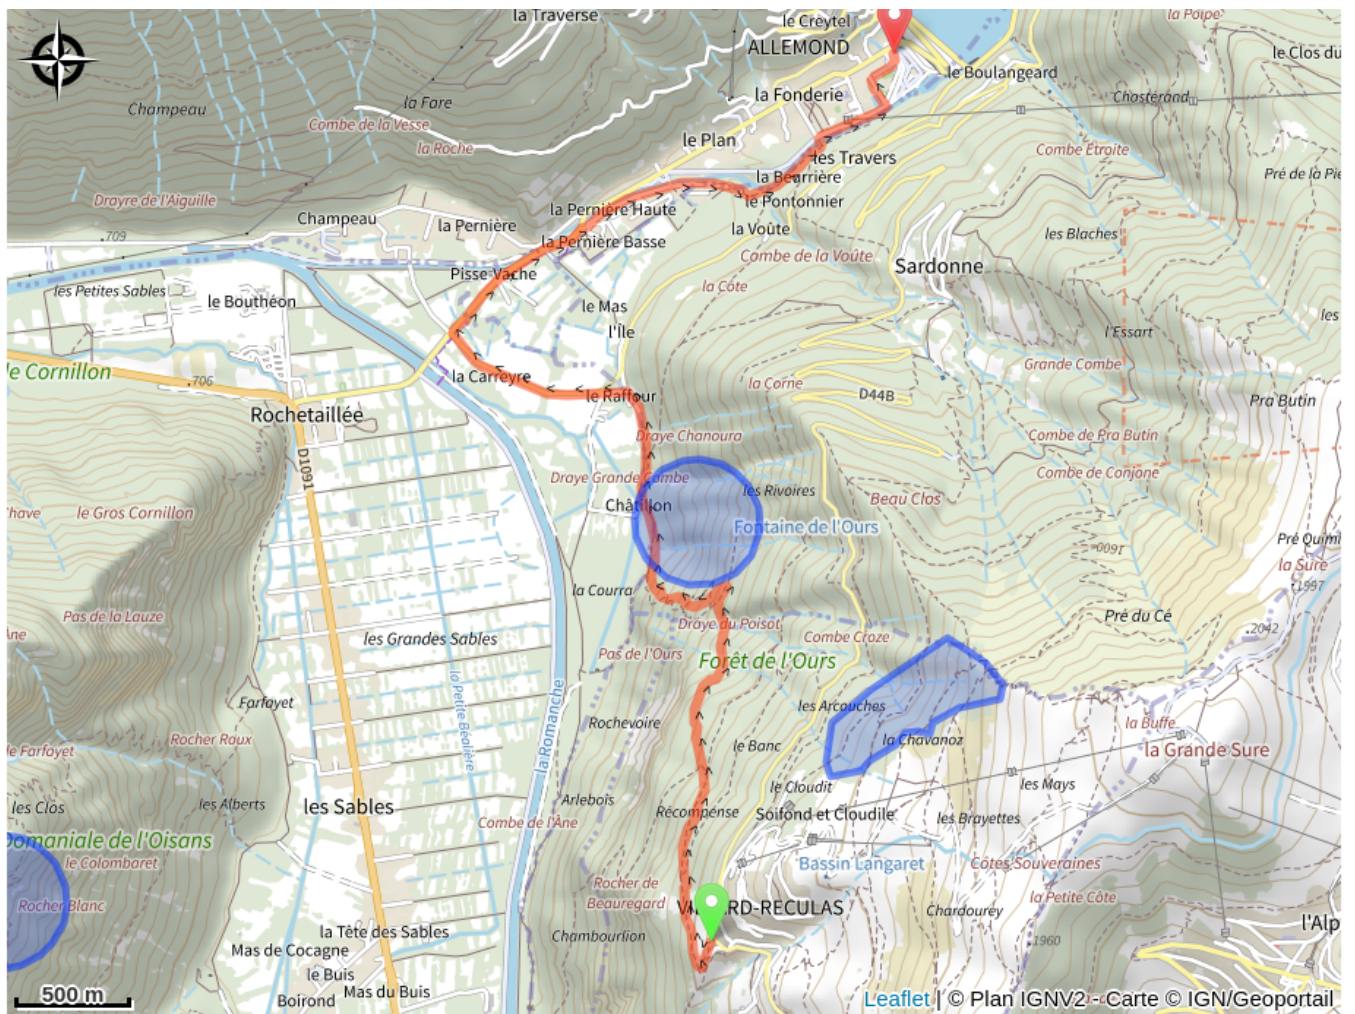 la Traverse
le Creytel
la Poipe
ALLEMOND
le Clos du
le Boulangeard
Champeau
la Fare
la Fonderie
Chasterand
Combe de la Vesse
la Roche
le Plan
Combe Étroite
les Travers
la Beurrière
Pré de la Pie
Drayre de l'Aiguille
le Pontonnier
la Pernière Haute
Champeau
la Pernière
709
la Voûte
les Blaches
la Pernière Basse
Combe de la Voûte
Sardonne
Pisse Vache
les Petites Sables
le Bouthéon
la Côte
le Mas
l'Île
l'Essart
les
le Cornillon
706
la Carreyre
Grande Combe
la Corne
D44B
le Raffour
Pra Butin
Rochetaillée
Draye Chanoura
Combe de Pra Butin
D1091
Draye Grande Combe
Combe de Conjone
les Rivoires
Beau Clos
Châtillon
le Gros Cornillon
Fontaine de l'Ours
1600
Pré Quimi
la Sure
1997
la Courra
Pas de la Lauze
Pré du Cé
Draye du Poisot
2042
les Grandes Sables
Combe Croze
Pas de l'Ours
Forêt de l'Ours
la Petite Béalière
la Romanche
Farfayet
les Arcouches
Rochevoire
la Buffe
Rocher Roux
le Farfayet
le Banc
la Chavanoz
la Grande Sure
les Mays
le Cloudit
les Clos
les Alberts
les Sables
Arlebois
Récompense
Soifond et Cloudile
les Brayettes
Combe de l'Âne
Domaniale de l'Oisans
le Colomboret
Bassin Langaret
Côtes Souveraines
Rocher de
Beauregard
la Petite Côte
Rocher Blanc
VILLARD-RECULAS
Chardourey
l'Alp
la Tête des Sables
Chambourlion
1960
Mas de Cocagne
le Buis
Mas du Buis
Boirond
500 m
Leaflet | © Plan IGNV2 - Carte © IGN/Geoportail